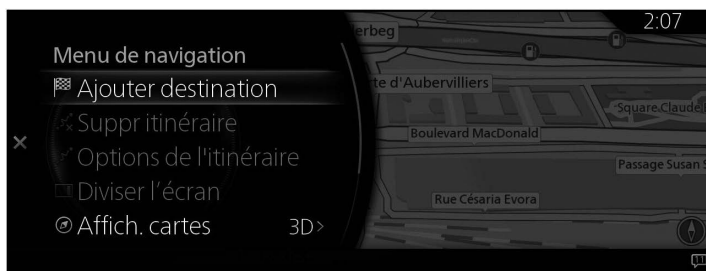 2:07
Menu de navigation
Ajouter destination
Suppr itinéraire
Options de l'itinéraire
Diviser l’écran
Affich. cartes 3D>
erbeg
te d'Aubervilliers
Square Claude
Boulevard MacDonald
Passage Susan S
Rue Césaria Evora